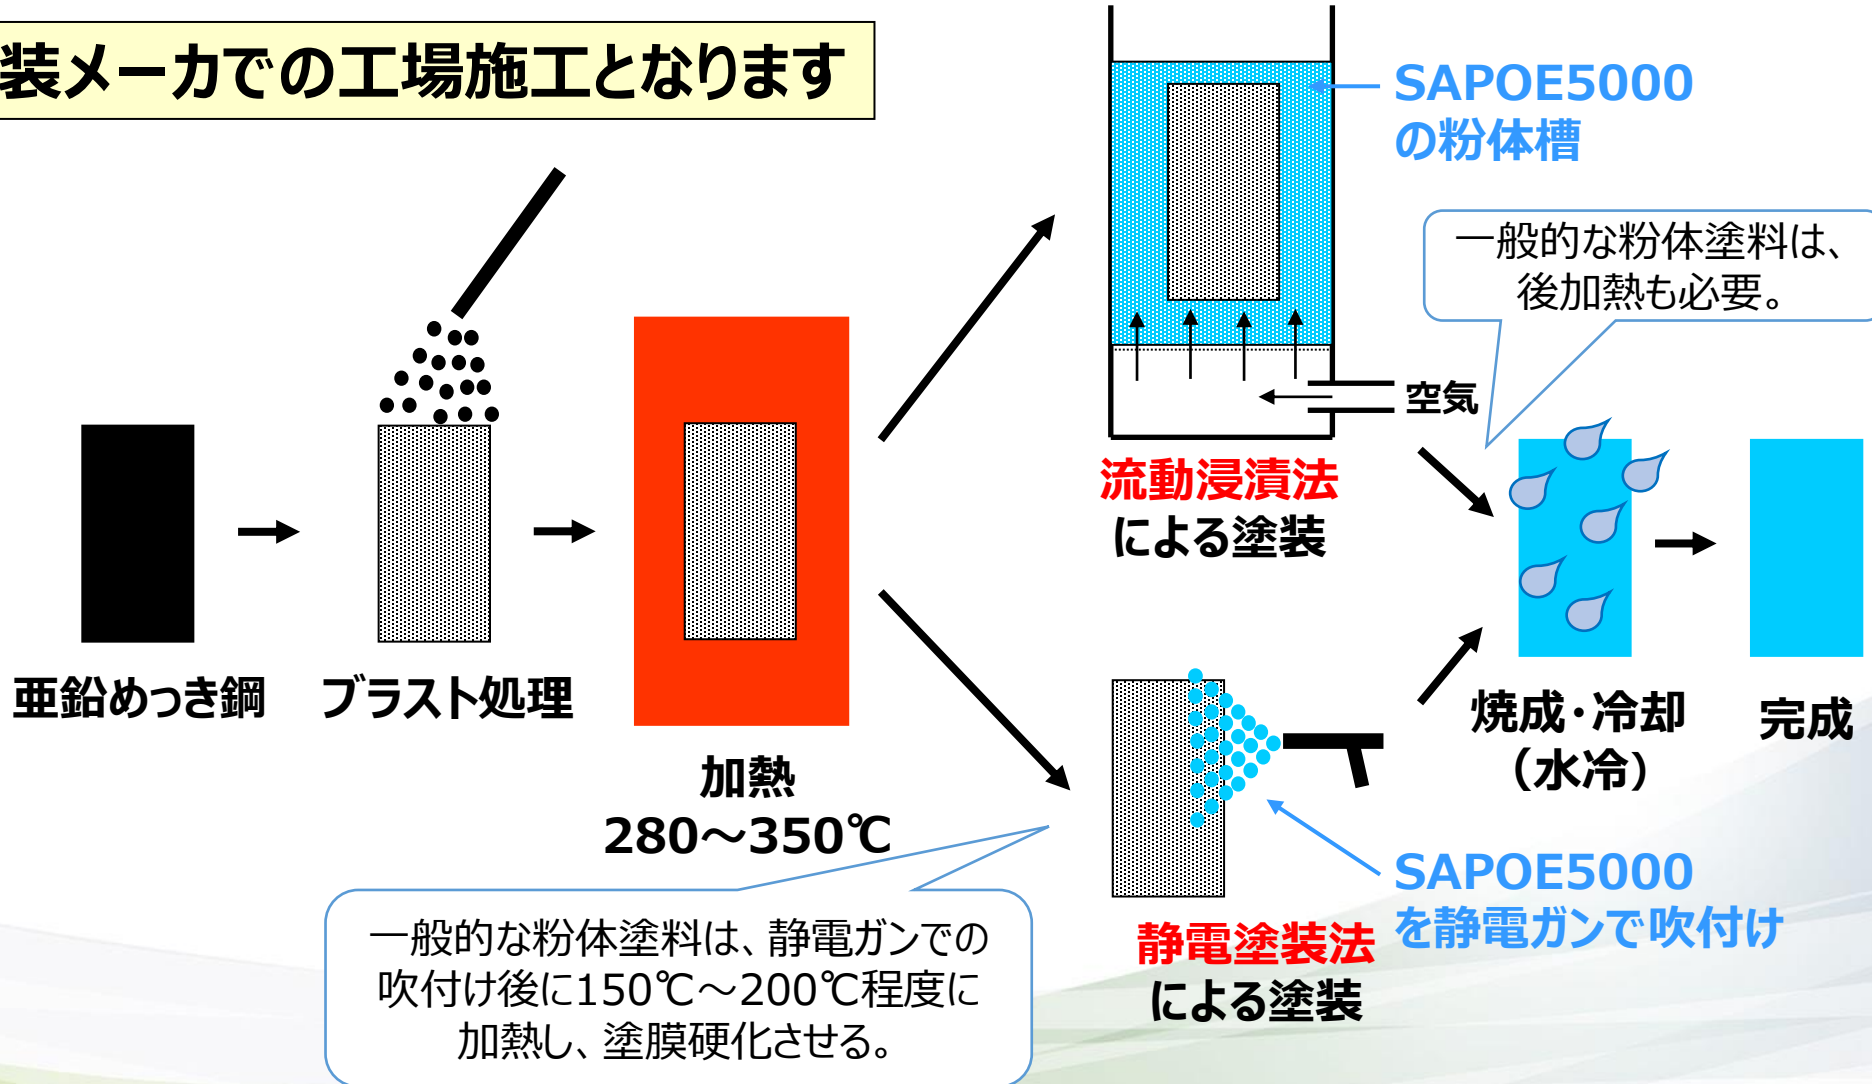 装メーカでの工場施工となります
SAPOE5000
の粉体槽
一般的な粉体塗料は、
後加熱も必要。
空気
流動浸漬法
による塗装
亜鉛めっき鋼
ブラスト処理
加熱
280～350℃
焼成・冷却
（水冷）
完成
SAPOE5000
を静電ガンで吹付け
静電塗装法
による塗装
一般的な粉体塗料は、静電ガンでの
吹付け後に150℃～200℃程度に
加熱し、塗膜硬化させる。